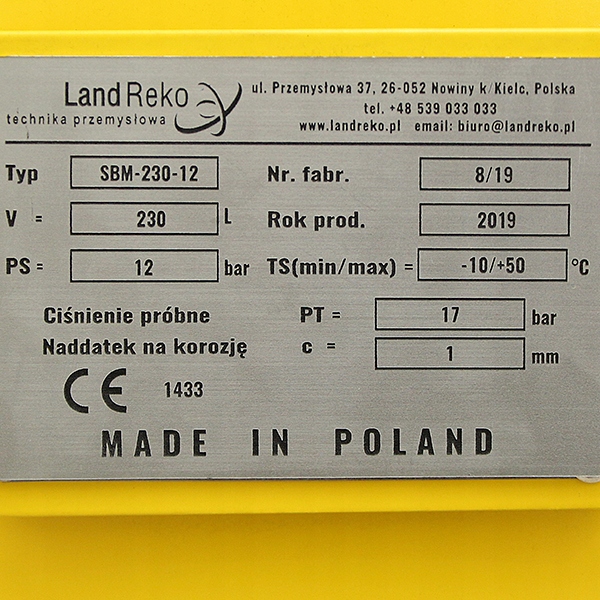 Land Reko
technika przemysłowa
ul. Przemysłowa 37, 26-052 Nowiny k/Kielc, Polska
tel. +48 539 033 033
www.landreko.pl email: biuro@landreko.pl
Typ SBM-230-12 Nr. fabr. 8/19
V = 230 L Rok prod. 2019
PS = 12 bar TS(min/max) = -10/+50 °C
Ciśnienie próbne PT = 17 bar
Naddatek na korozję c = 1 mm
CE 1433
MADE IN POLAND